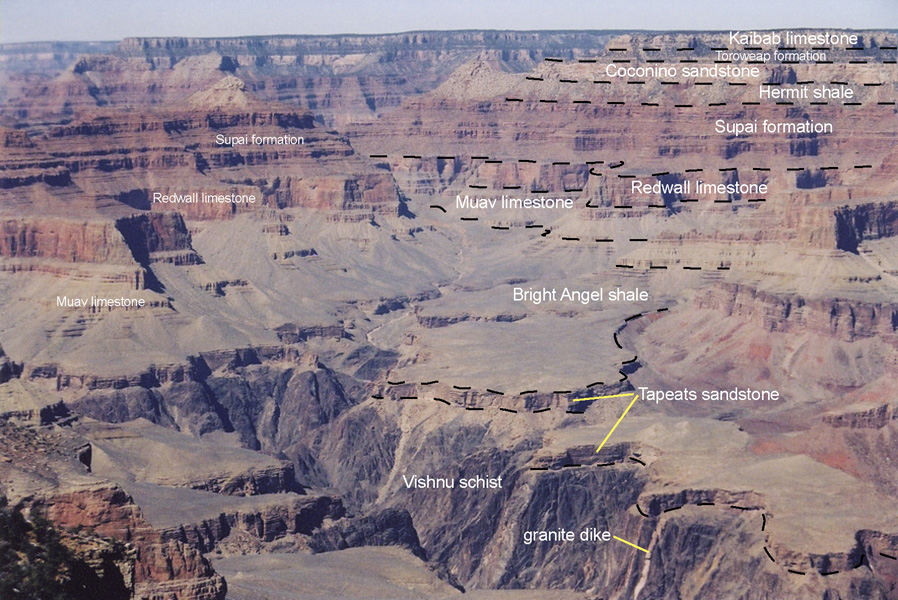 Kaibab limestone
Toroweap formation
Coconino sandstone
Hermit shale
Supai formation
Supai formation
Redwall limestone
Redwall limestone
Muav limestone
Bright Angel shale
Muav limestone
Tapeats sandstone
Vishnu schist
granite dike